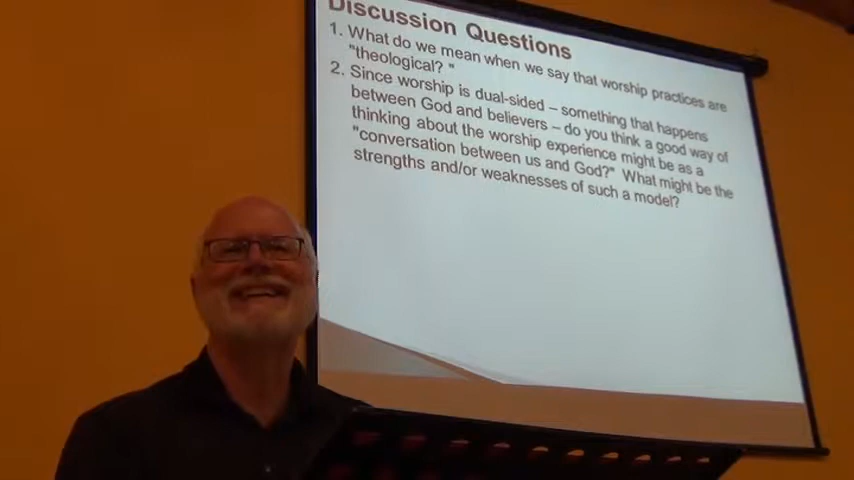 Discussion Questions
1. What do we mean when we say that worship practices are
"theological? "
2. Since worship is dual-sided – something that happens
between God and believers – do you think a good way of
thinking about the worship experience might be as a
"conversation between us and God?" What might be the
strengths and/or weaknesses of such a model?